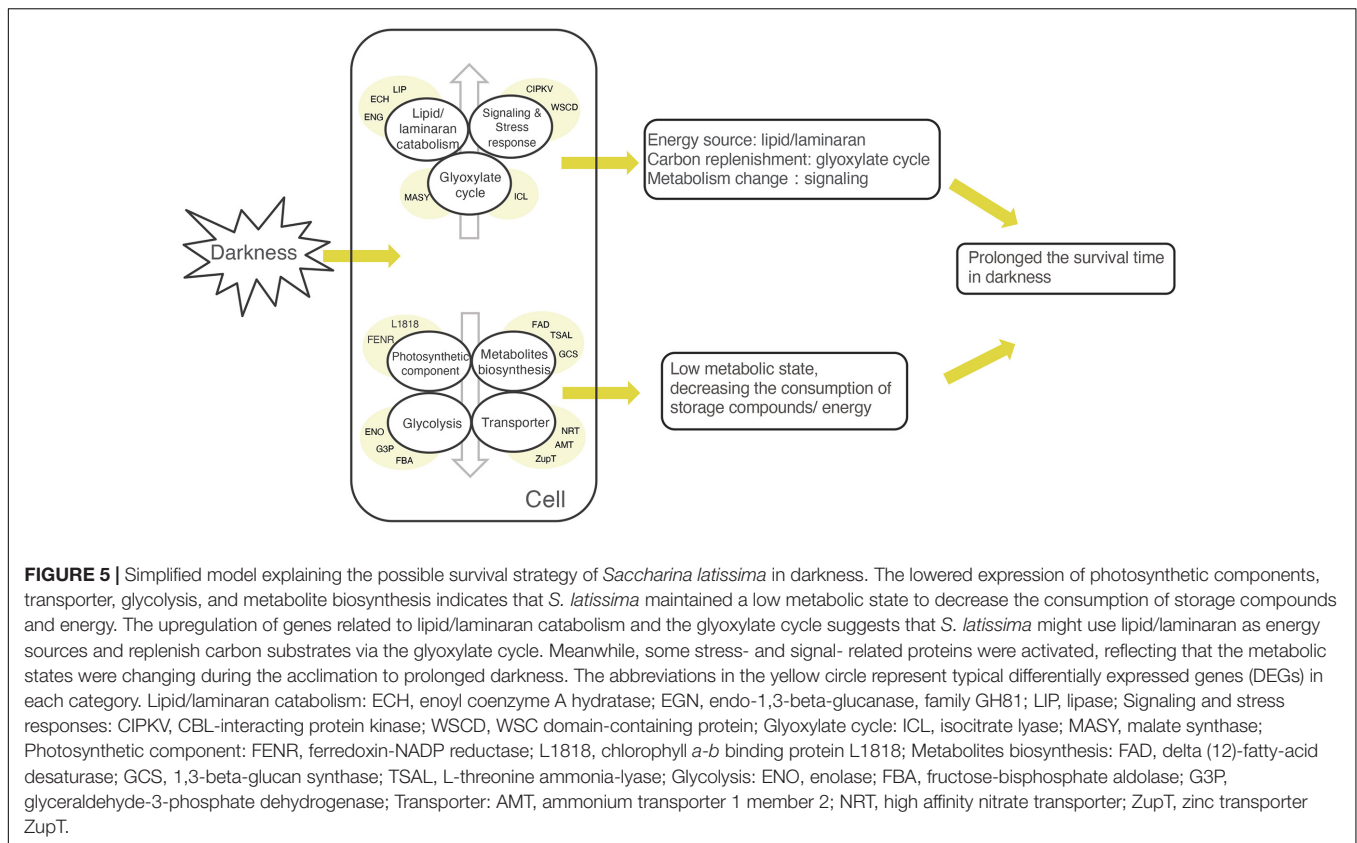 LIP
ECH
ENG
Lipid/
laminaran
catabolism
CIPKV
WSCD
Signaling &
Stress
response
Glyoxylate
cycle
MASY
ICL
Energy source: lipid/laminaran
Carbon replenishment: glyoxylate cycle
Metabolism change : signaling
Darkness
Prolonged the survival time
in darkness
L1818
FENR
Photosynthetic
component
FAD
TSAL
GCS
Metabolites
biosynthesis
Low metabolic state,
decreasing the consumption of
storage compounds/ energy
ENO
G3P
FBA
Glycolysis
Transporter
NRT
AMT
ZupT
Cell
FIGURE 5 | Simplified model explaining the possible survival strategy of Saccharina latissima in darkness. The lowered expression of photosynthetic components,
transporter, glycolysis, and metabolite biosynthesis indicates that S. latissima maintained a low metabolic state to decrease the consumption of storage compounds
and energy. The upregulation of genes related to lipid/laminaran catabolism and the glyoxylate cycle suggests that S. latissima might use lipid/laminaran as energy
sources and replenish carbon substrates via the glyoxylate cycle. Meanwhile, some stress- and signal- related proteins were activated, reflecting that the metabolic
states were changing during the acclimation to prolonged darkness. The abbreviations in the yellow circle represent typical differentially expressed genes (DEGs) in
each category. Lipid/laminaran catabolism: ECH, enoyl coenzyme A hydratase; EGN, endo-1,3-beta-glucanase, family GH81; LIP, lipase; Signaling and stress
responses: CIPKV, CBL-interacting protein kinase; WSCD, WSC domain-containing protein; Glyoxylate cycle: ICL, isocitrate lyase; MASY, malate synthase;
Photosynthetic component: FENR, ferredoxin-NADP reductase; L1818, chlorophyll a-b binding protein L1818; Metabolites biosynthesis: FAD, delta (12)-fatty-acid
desaturase; GCS, 1,3-beta-glucan synthase; TSAL, L-threonine ammonia-lyase; Glycolysis: ENO, enolase; FBA, fructose-bisphosphate aldolase; G3P,
glyceraldehyde-3-phosphate dehydrogenase; Transporter: AMT, ammonium transporter 1 member 2; NRT, high affinity nitrate transporter; ZupT, zinc transporter
ZupT.